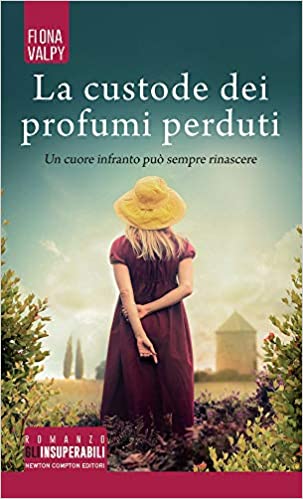 FIONA
VALPY
La custode dei
profumi perduti
Un cuore infranto può sempre rinascere
ROMANZO
GLI INSUPERABILI
NEWTON COMPTON EDITORI